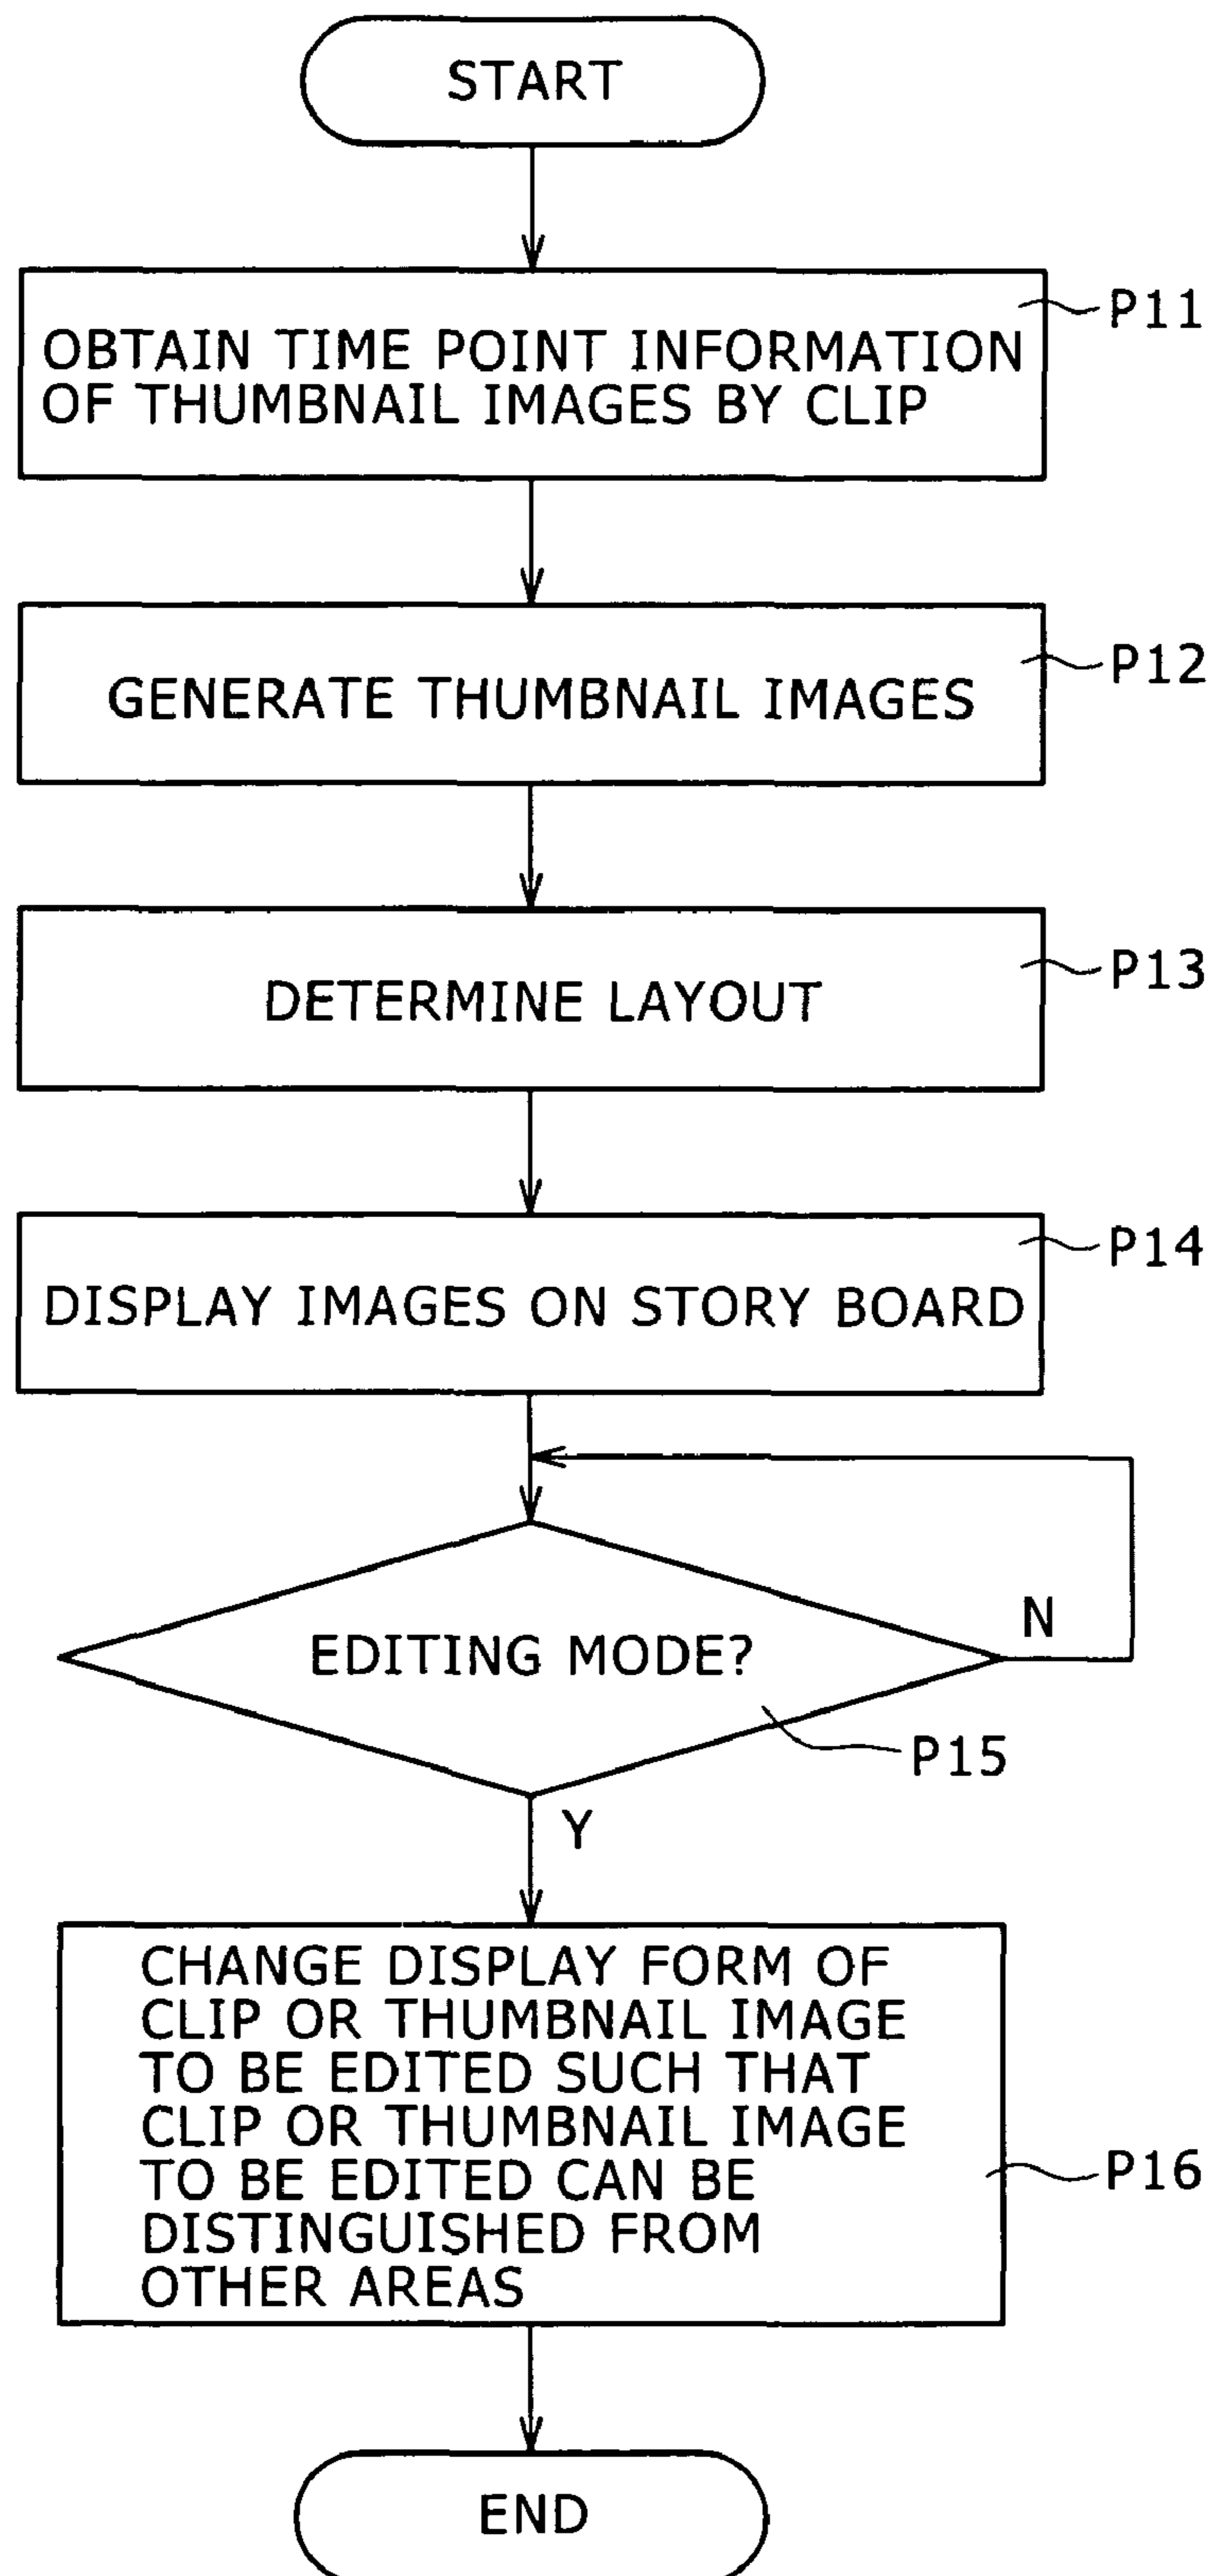 START
OBTAIN TIME POINT INFORMATION
OF THUMBNAIL IMAGES BY CLIP
P11
GENERATE THUMBNAIL IMAGES
P12
DETERMINE LAYOUT
P13
DISPLAY IMAGES ON STORY BOARD
P14
EDITING MODE?
N
P15
Y
CHANGE DISPLAY FORM OF
CLIP OR THUMBNAIL IMAGE
TO BE EDITED SUCH THAT
CLIP OR THUMBNAIL IMAGE
TO BE EDITED CAN BE
DISTINGUISHED FROM
OTHER AREAS
P16
END